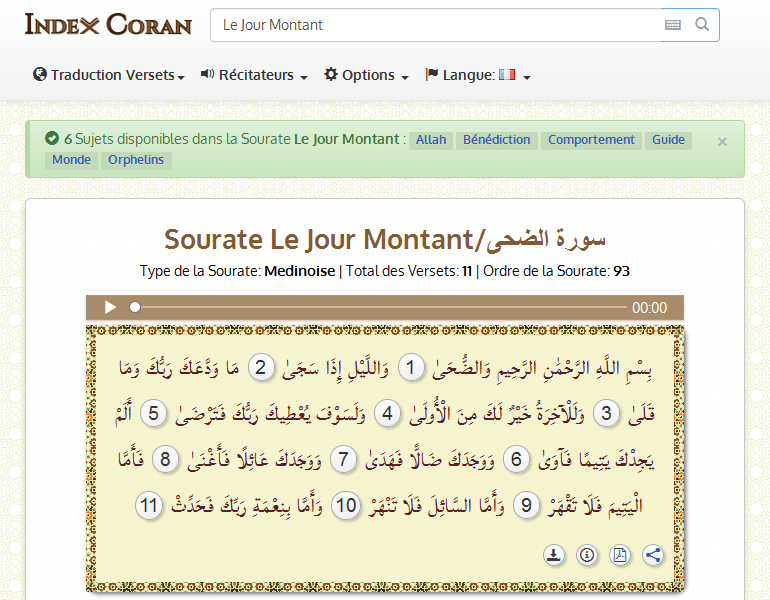 Index Coran
Le Jour Montant
Traduction Versets Récitateurs Options Langue:
6 Sujets disponibles dans la Sourate Le Jour Montant : Allah Bénédiction Comportement Guide
Monde Orphelins
×
Sourate Le Jour Montant/سورة الضحى
Type de la Sourate: Medinoise | Total des Versets: 11 | Ordre de la Sourate: 93
00:00
بِسْمِ اللَّهِ الرَّحْمَٰنِ الرَّحِيمِ وَالضُّحَىٰ 1 وَاللَّيْلِ إِذَا سَجَىٰ 2 مَا وَدَّعَكَ رَبُّكَ وَمَا
قَلَىٰ 3 وَلَلْآخِرَةُ خَيْرٌ لَكَ مِنَ الْأُولَىٰ 4 وَلَسَوْفَ يُعْطِيكَ رَبُّكَ فَتَرْضَىٰ 5 أَلَمْ
يَجِدْكَ يَتِيمًا فَآوَىٰ 6 وَوَجَدَكَ ضَالًّا فَهَدَىٰ 7 وَوَجَدَكَ عَائِلًا فَأَغْنَىٰ 8 فَأَمَّا
الْيَتِيمَ فَلَا تَقْهَرْ 9 وَأَمَّا السَّائِلَ فَلَا تَنْهَرْ 10 وَأَمَّا بِنِعْمَةِ رَبِّكَ فَحَدِّثْ 11